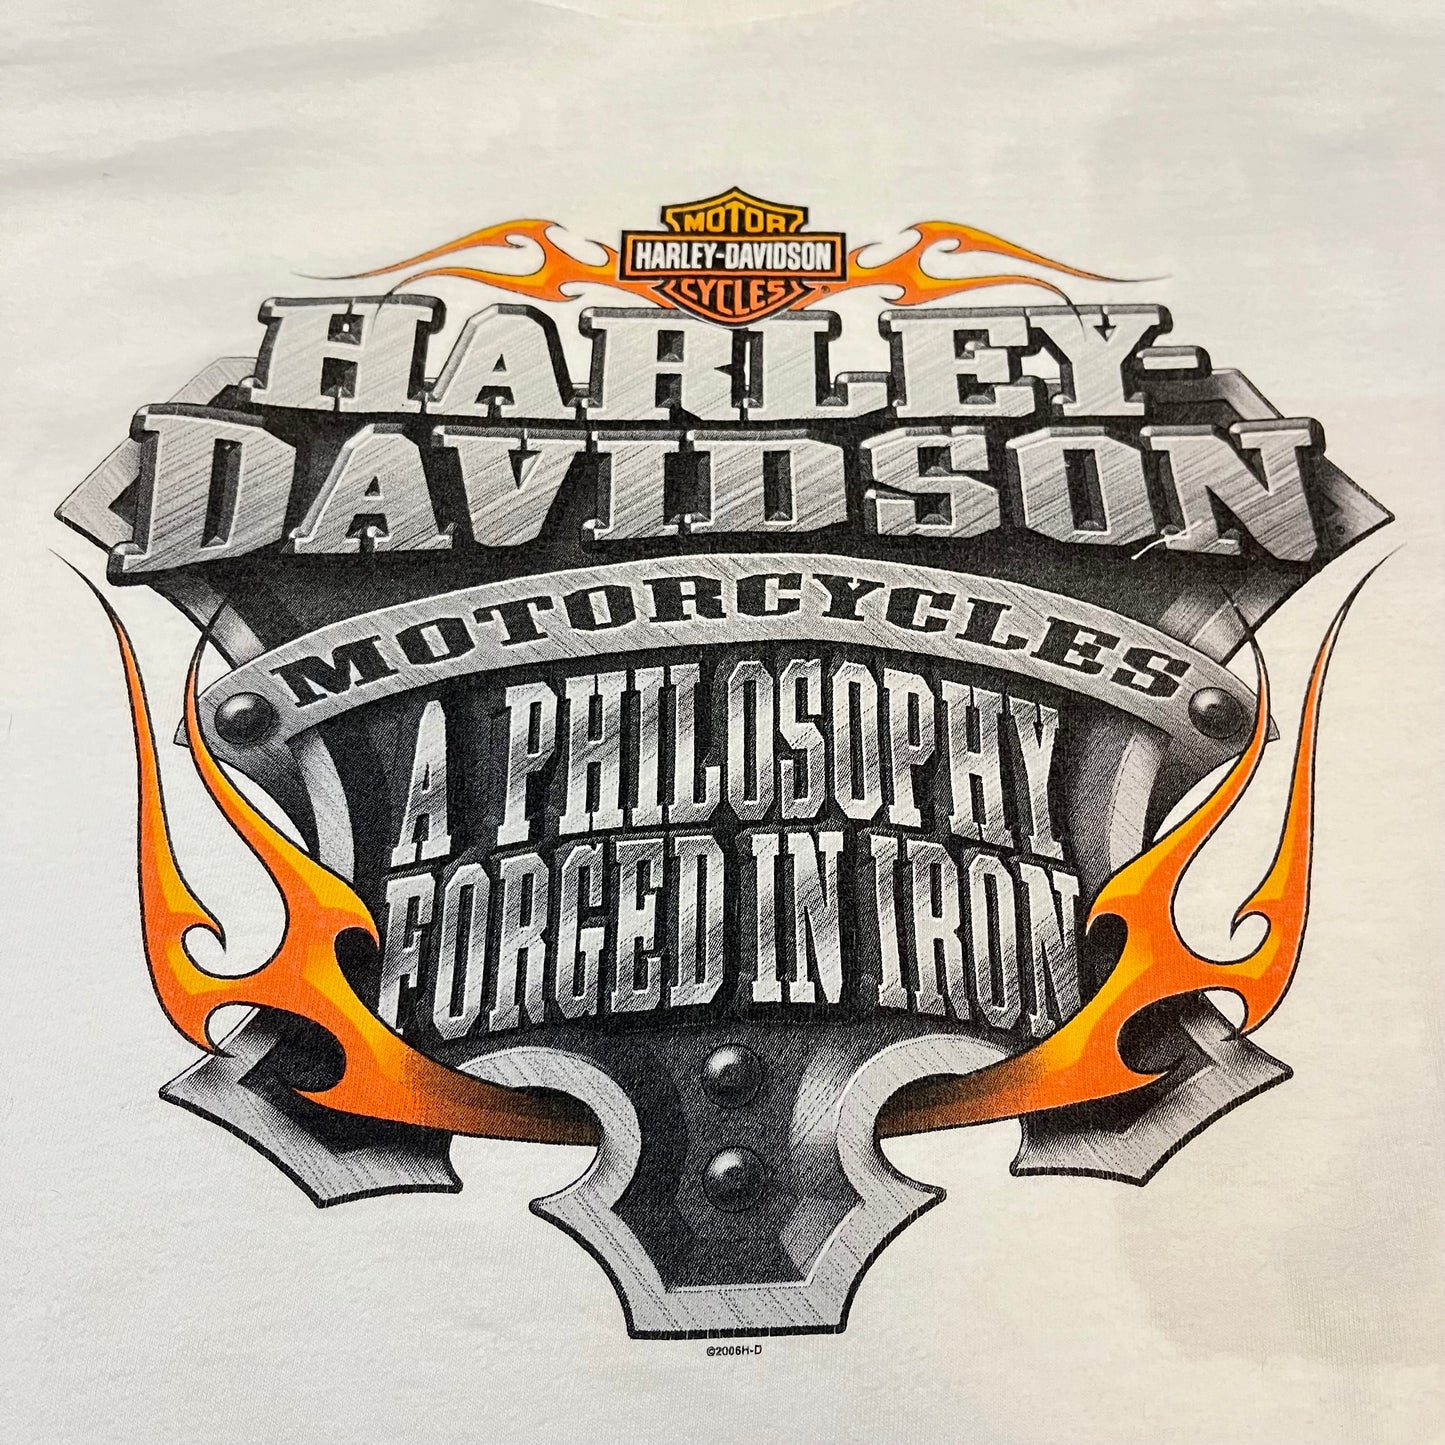 MOTOR
HARLEY-DAVIDSON
CYCLES
HARLEY-
DAVIDSON
MOTORCYCLES
A PHILOSOPHY
FORGED IN IRON
©2006H-D